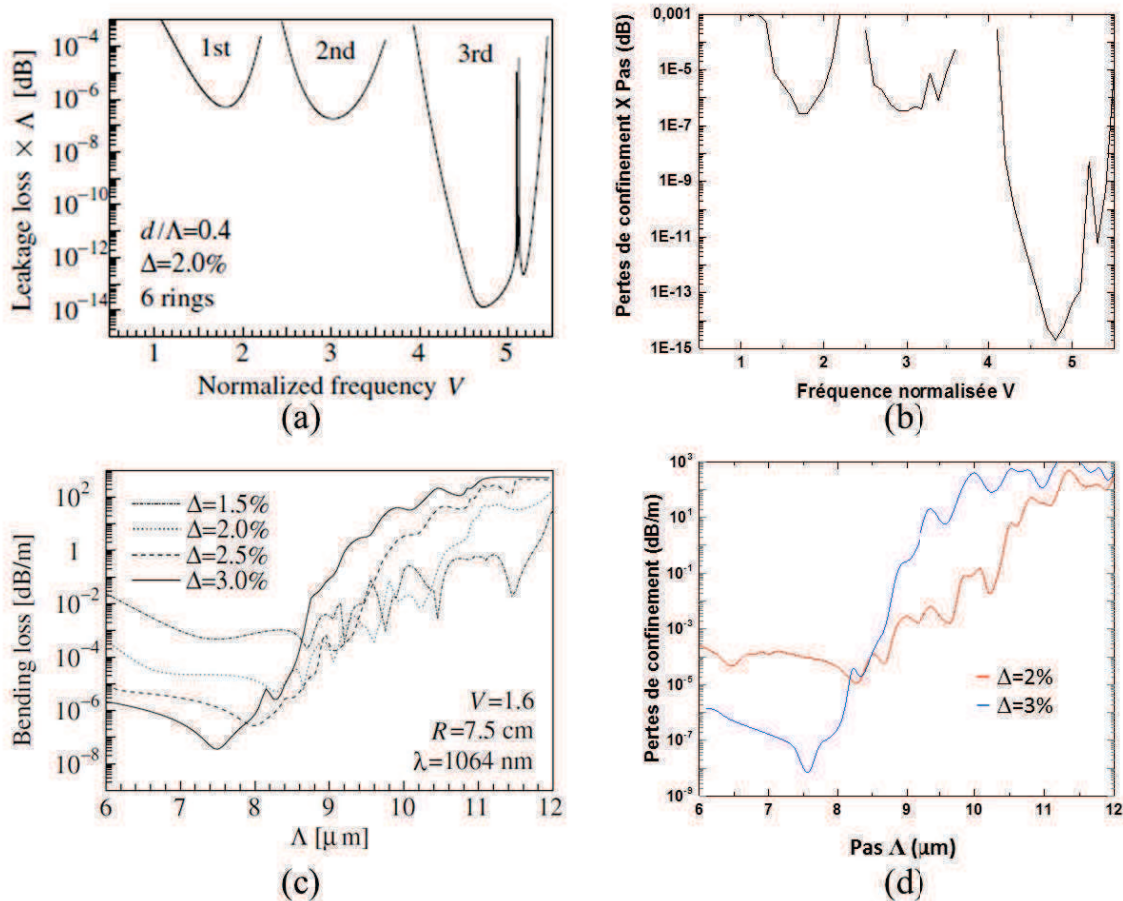 1st 2nd 3rd
Leakage loss × Λ [dB]
10⁻⁴
10⁻⁶
10⁻⁸
10⁻¹⁰
10⁻¹²
10⁻¹⁴
d/Λ=0.4
Δ=2.0%
6 rings
1 2 3 4 5
Normalized frequency V
(a)
Pertes de confinement X Pas (dB)
0,001
1E-5
1E-7
1E-9
1E-11
1E-13
1E-15
1 2 3 4 5
Fréquence normalisée V
(b)
Bending loss [dB/m]
10²
1
10⁻²
10⁻⁴
10⁻⁶
10⁻⁸
Δ=1.5%
Δ=2.0%
Δ=2.5%
Δ=3.0%
V=1.6
R=7.5 cm
λ=1064 nm
6 7 8 9 10 11 12
Λ [μm]
(c)
Pertes de confinement (dB/m)
10³
10¹
10⁻¹
10⁻³
10⁻⁵
10⁻⁷
10⁻⁹
Δ=2%
Δ=3%
6 7 8 9 10 11 12
Pas Λ (μm)
(d)